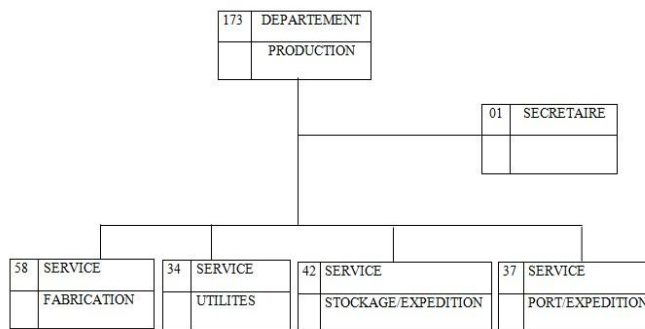 173 DEPARTEMENT
PRODUCTION
01 SECRETAIRE
58 SERVICE
FABRICATION
34 SERVICE
UTILITES
42 SERVICE
STOCKAGE/EXPEDITION
37 SERVICE
PORT/EXPEDITION